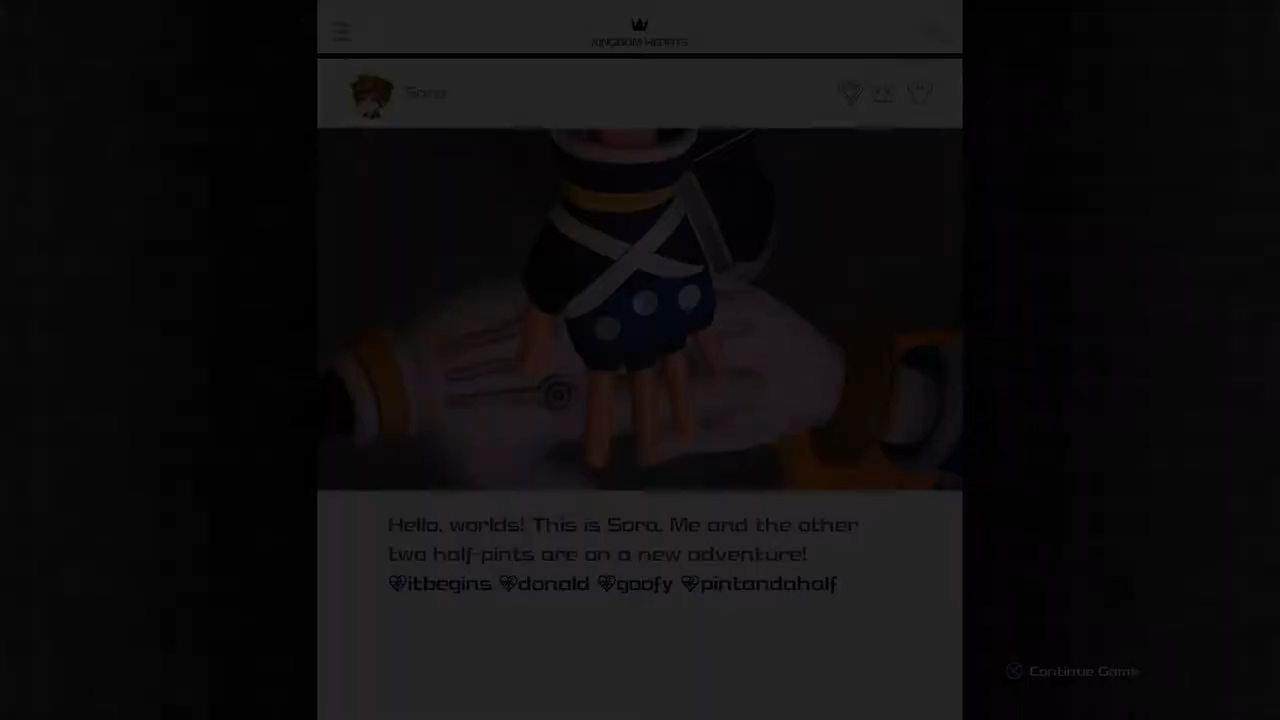 KINGDOM HEARTS
Sora
Hello, worlds! This is Sora. Me and the other
two half-pints are on a new adventure!
itbegins donald goofy pintandahalf
Continue Game